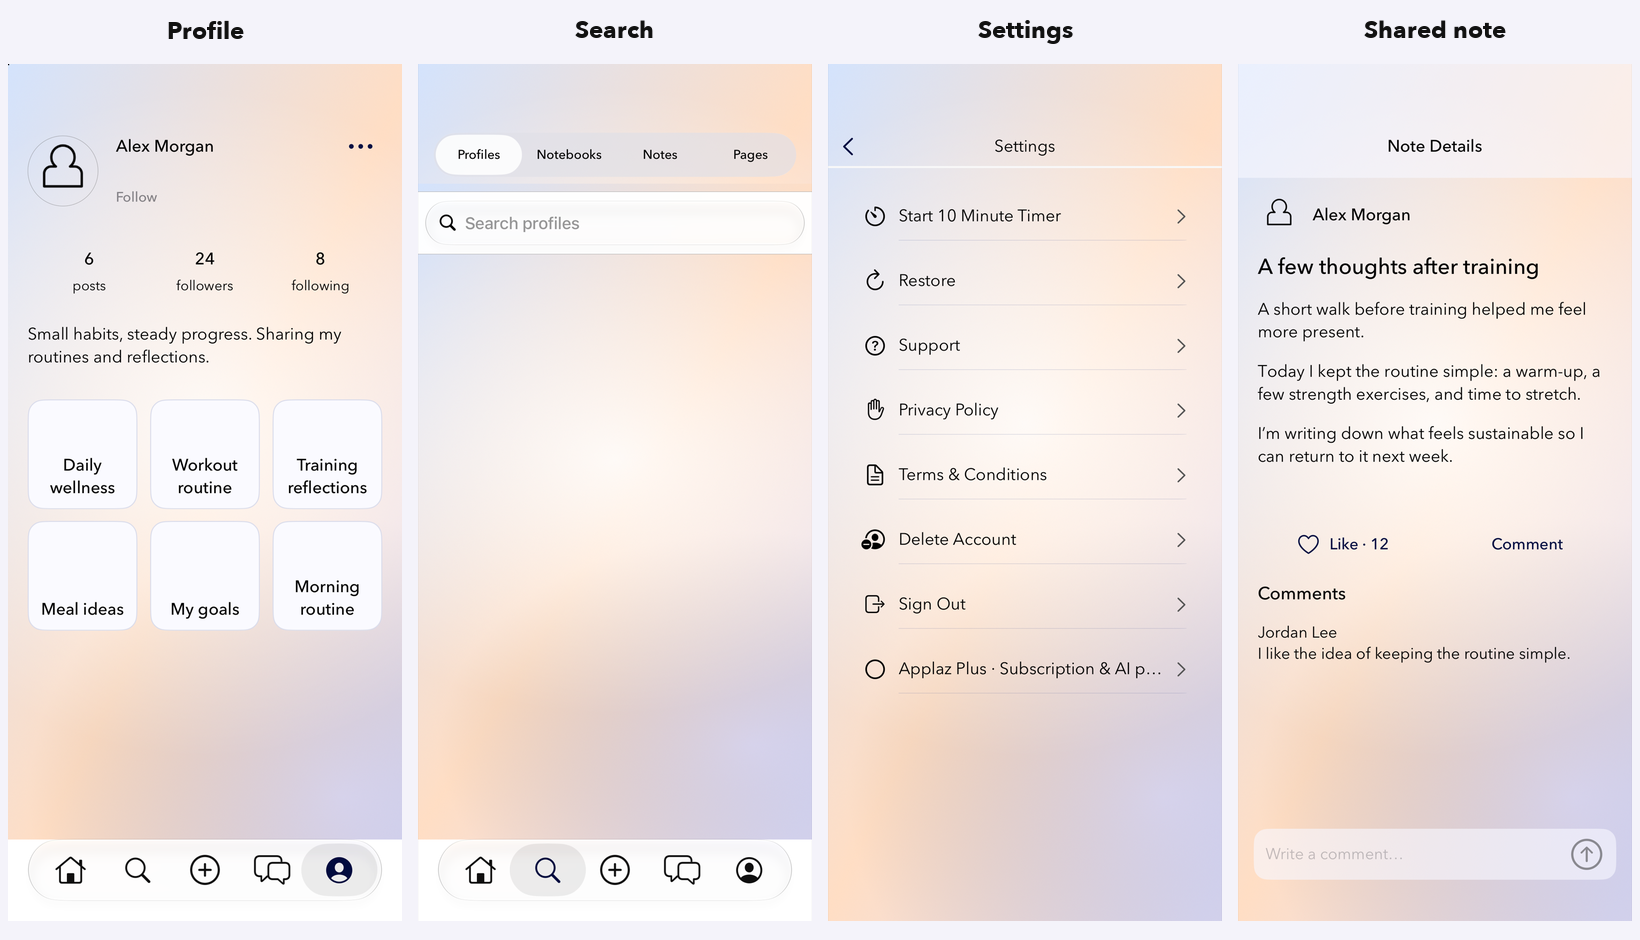 Profile
Alex Morgan
Follow
6
posts
24
followers
8
following
Small habits, steady progress. Sharing my
routines and reflections.
Daily
wellness
Workout
routine
Training
reflections
Meal ideas
My goals
Morning
routine
Search
Profiles
Notebooks
Notes
Pages
Search profiles
Settings
Settings
Start 10 Minute Timer
Restore
Support
Privacy Policy
Terms & Conditions
Delete Account
Sign Out
Applaz Plus · Subscription & AI p...
Shared note
Note Details
Alex Morgan
A few thoughts after training
A short walk before training helped me feel
more present.
Today I kept the routine simple: a warm-up, a
few strength exercises, and time to stretch.
I’m writing down what feels sustainable so I
can return to it next week.
Like · 12
Comment
Comments
Jordan Lee
I like the idea of keeping the routine simple.
Write a comment...